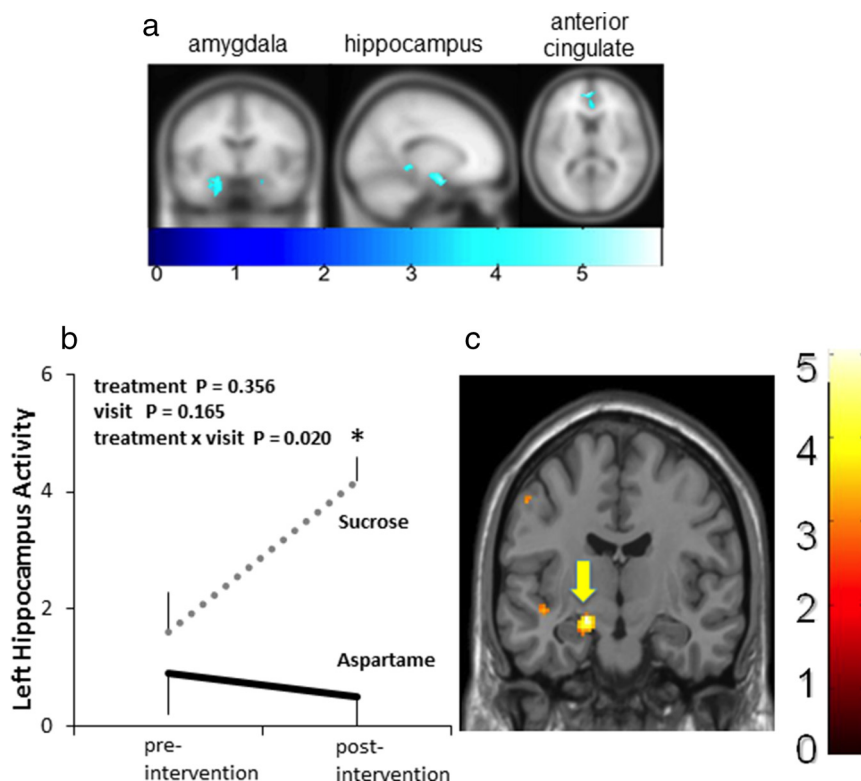 a
amygdala
hippocampus
anterior
cingulate
0 1 2 3 4 5
b
6
4
2
0
Left Hippocampus Activity
treatment P = 0.356
visit P = 0.165
treatment x visit P = 0.020 *
Sucrose
Aspartame
pre-
intervention
post-
intervention
c
5
4
3
2
1
0